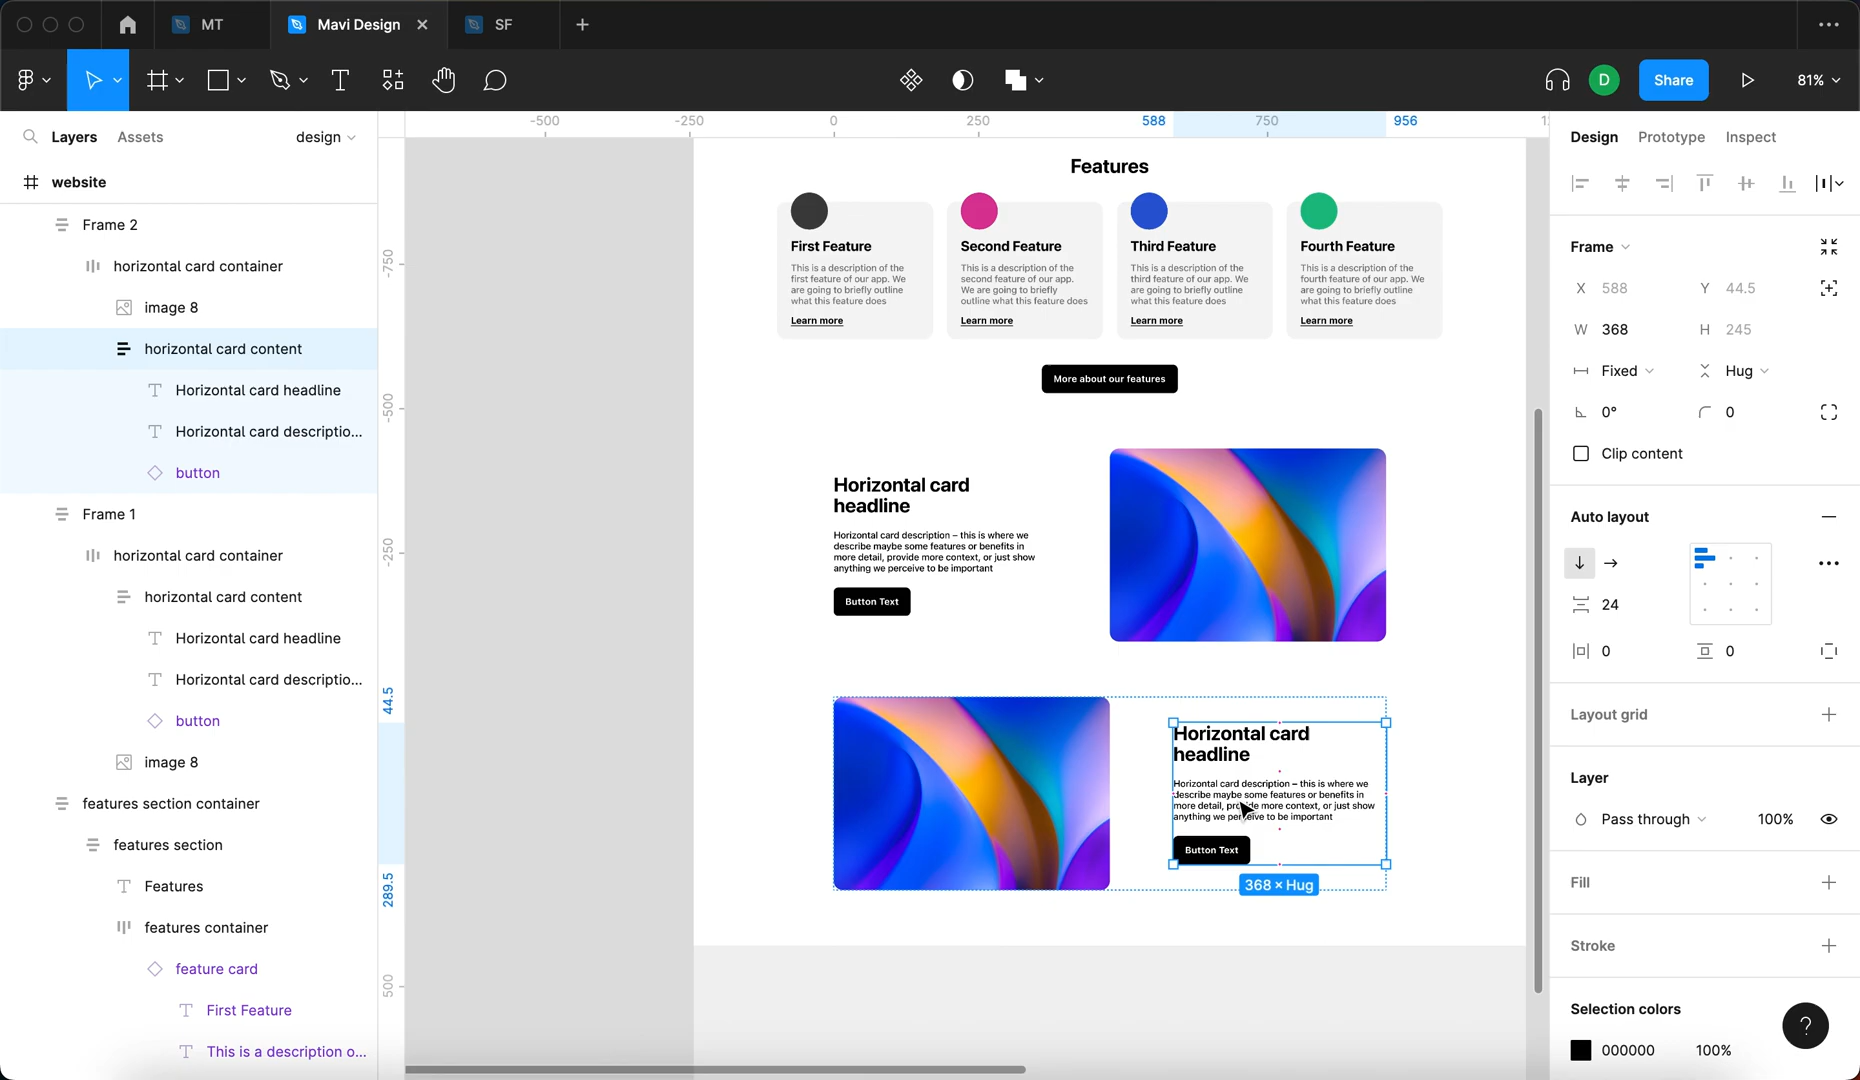 MT
Mavi Design
SF
D
Share
81%
Layers
Assets
design
website
Frame 2
horizontal card container
image 8
horizontal card content
Horizontal card headline
Horizontal card descriptio...
button
Frame 1
horizontal card container
horizontal card content
Horizontal card headline
Horizontal card descriptio...
button
image 8
features section container
features section
Features
features container
feature card
First Feature
This is a description o...
-500
-250
0
250
588
750
956
-750
-500
-250
44.5
289.5
500
Features
First Feature
This is a description of the
first feature of our app. We
are going to briefly outline
what this feature does
Learn more
Second Feature
This is a description of the
second feature of our app.
We are going to briefly
outline what this feature does
Learn more
Third Feature
This is a description of the
third feature of our app. We
are going to briefly outline
what this feature does
Learn more
Fourth Feature
This is a description of the
fourth feature of our app. We
are going to briefly outline
what this feature does
Learn more
More about our features
Horizontal card
headline
Horizontal card description – this is where we
describe maybe some features or benefits in
more detail, provide more context, or just show
anything we perceive to be important
Button Text
Horizontal card
headline
Horizontal card description – this is where we
describe maybe some features or benefits in
more detail, provide more context, or just show
anything we perceive to be important
Button Text
368 × Hug
Design
Prototype
Inspect
Frame
X 588
Y 44.5
W 368
H 245
Fixed
Hug
0°
0
Clip content
Auto layout
24
0
0
Layout grid
Layer
Pass through
100%
Fill
Stroke
Selection colors
000000
100%
?